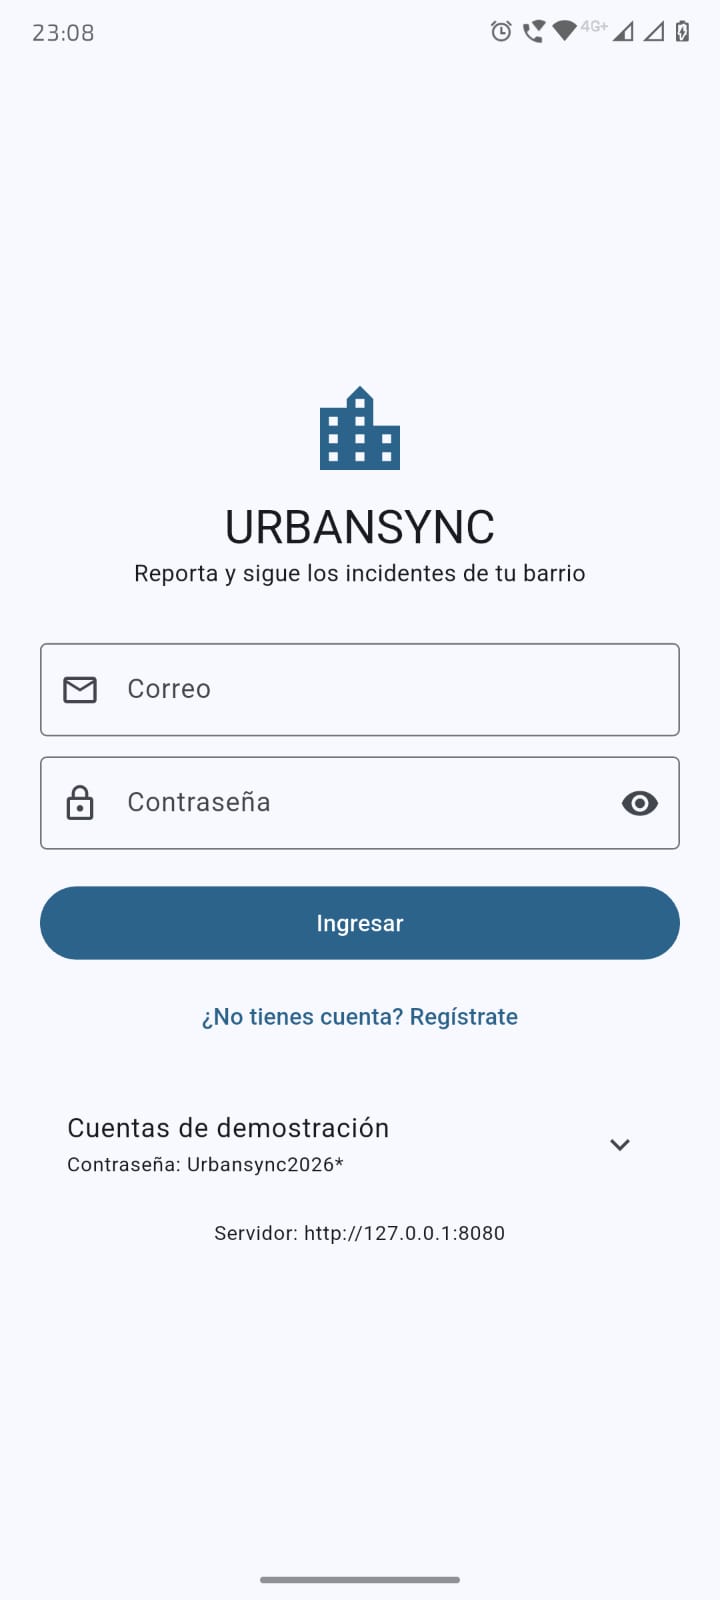 23:08
4G+
URBANSYNC
Reporta y sigue los incidentes de tu barrio
Correo
Contraseña
Ingresar
¿No tienes cuenta? Regístrate
Cuentas de demostración
Contraseña: Urbansync2026*
Servidor: http://127.0.0.1:8080